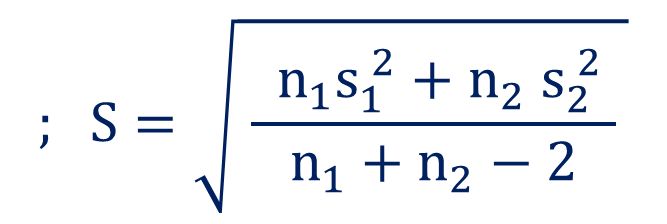 ; S = √((n₁s₁² + n₂ s₂²) / (n₁ + n₂ − 2))